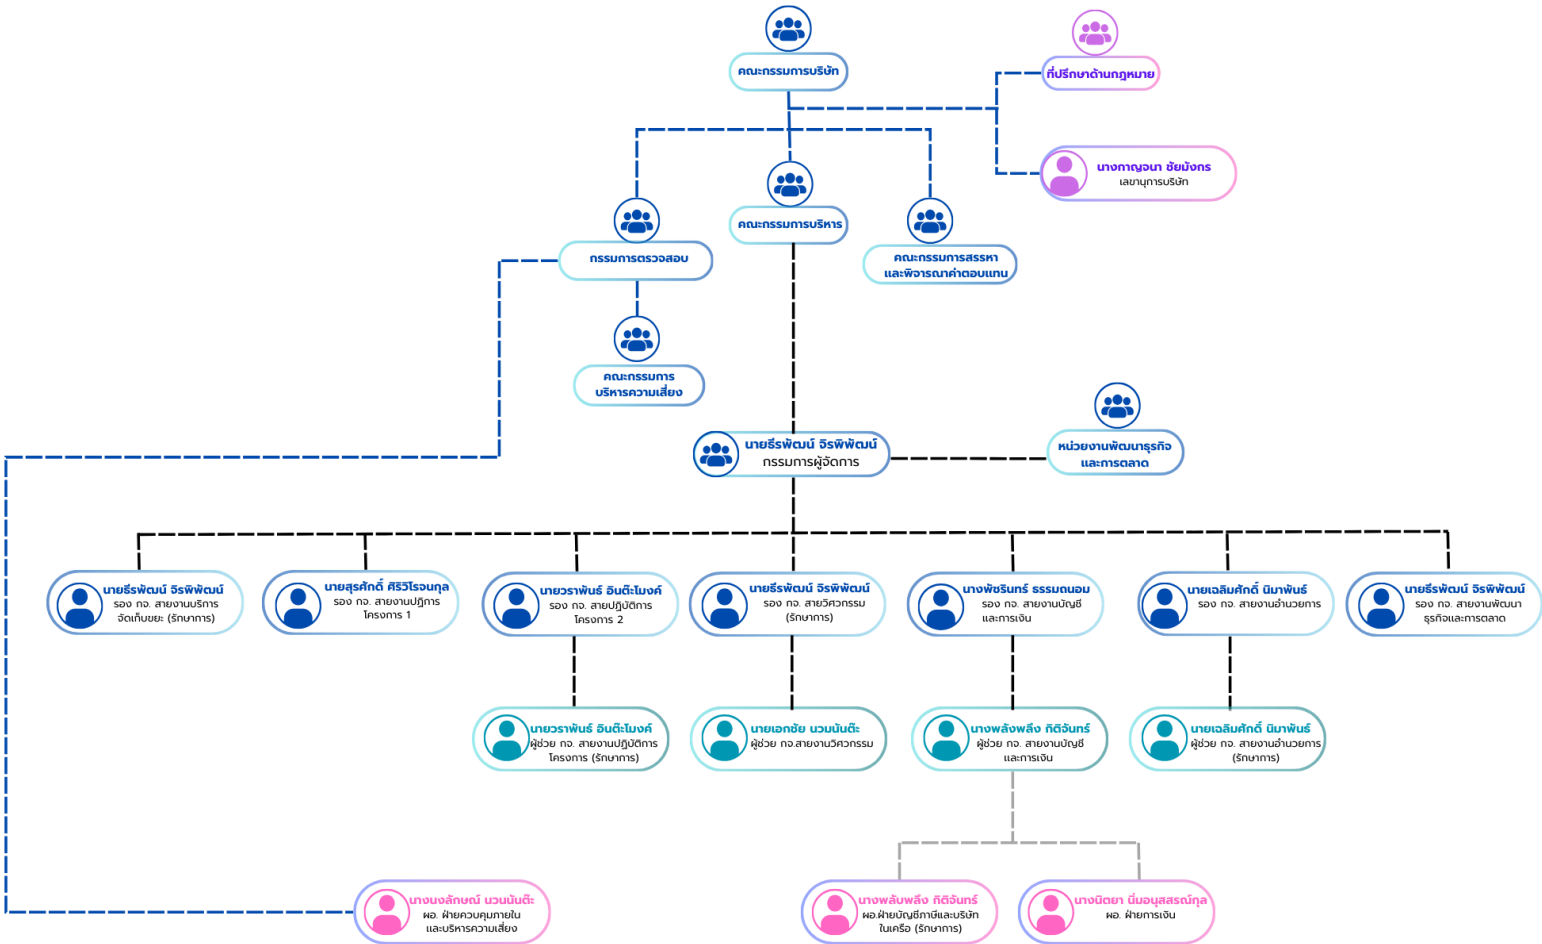 คณะกรรมการบริษัท
ที่ปรึกษาด้านกฎหมาย
นางกาญจนา ชัยมังกร
เลขานุการบริษัท
คณะกรรมการบริหาร
กรรมการตรวจสอบ
คณะกรรมการสรรหา
และพิจารณาค่าตอบแทน
คณะกรรมการ
บริหารความเสี่ยง
นายธีรพัฒน์ จิรพิพัฒน์
กรรมการผู้จัดการ
หน่วยงานพัฒนาธุรกิจ
และการตลาด
นายธีรพัฒน์ จิรพิพัฒน์
รอง กจ. สายงานบริการ
จัดเก็บขยะ (รักษาการ)
นายสุรศักดิ์ ศิริวิโรจนกุล
รอง กจ. สายงานปฏิการ
โครงการ 1
นายวราพันธ์ อินต๊ะโมงค์
รอง กจ. สายปฏิบัติการ
โครงการ 2
นายธีรพัฒน์ จิรพิพัฒน์
รอง กจ. สายวิศวกรรม
(รักษาการ)
นางพัชรินทร์ ธรรมถนอม
รอง กจ. สายงานบัญชี
และการเงิน
นายเฉลิมศักดิ์ นิมาพันธ์
รอง กจ. สายงานอำนวยการ
นายธีรพัฒน์ จิรพิพัฒน์
รอง กจ. สายงานพัฒนา
ธุรกิจและการตลาด
นายวราพันธ์ อินต๊ะโมงค์
ผู้ช่วย กจ. สายงานปฏิบัติการ
โครงการ (รักษาการ)
นายเอกชัย นวมนันต๊ะ
ผู้ช่วย กจ.สายงานวิศวกรรม
นางพลังพลึง กิติจันทร์
ผู้ช่วย กจ. สายงานบัญชี
และการเงิน
นายเฉลิมศักดิ์ นิมาพันธ์
ผู้ช่วย กจ. สายงานอำนวยการ
(รักษาการ)
นางนงลักษณ์ นวนนันต๊ะ
ผอ. ฝ่ายควบคุมภายใน
และบริหารความเสี่ยง
นางพลับพลึง กิติจันทร์
ผอ.ฝ่ายบัญชีภาษีและบริษัท
ในเครือ (รักษาการ)
นางนิตยา นิ่มอนุสสรณ์กุล
ผอ. ฝ่ายการเงิน